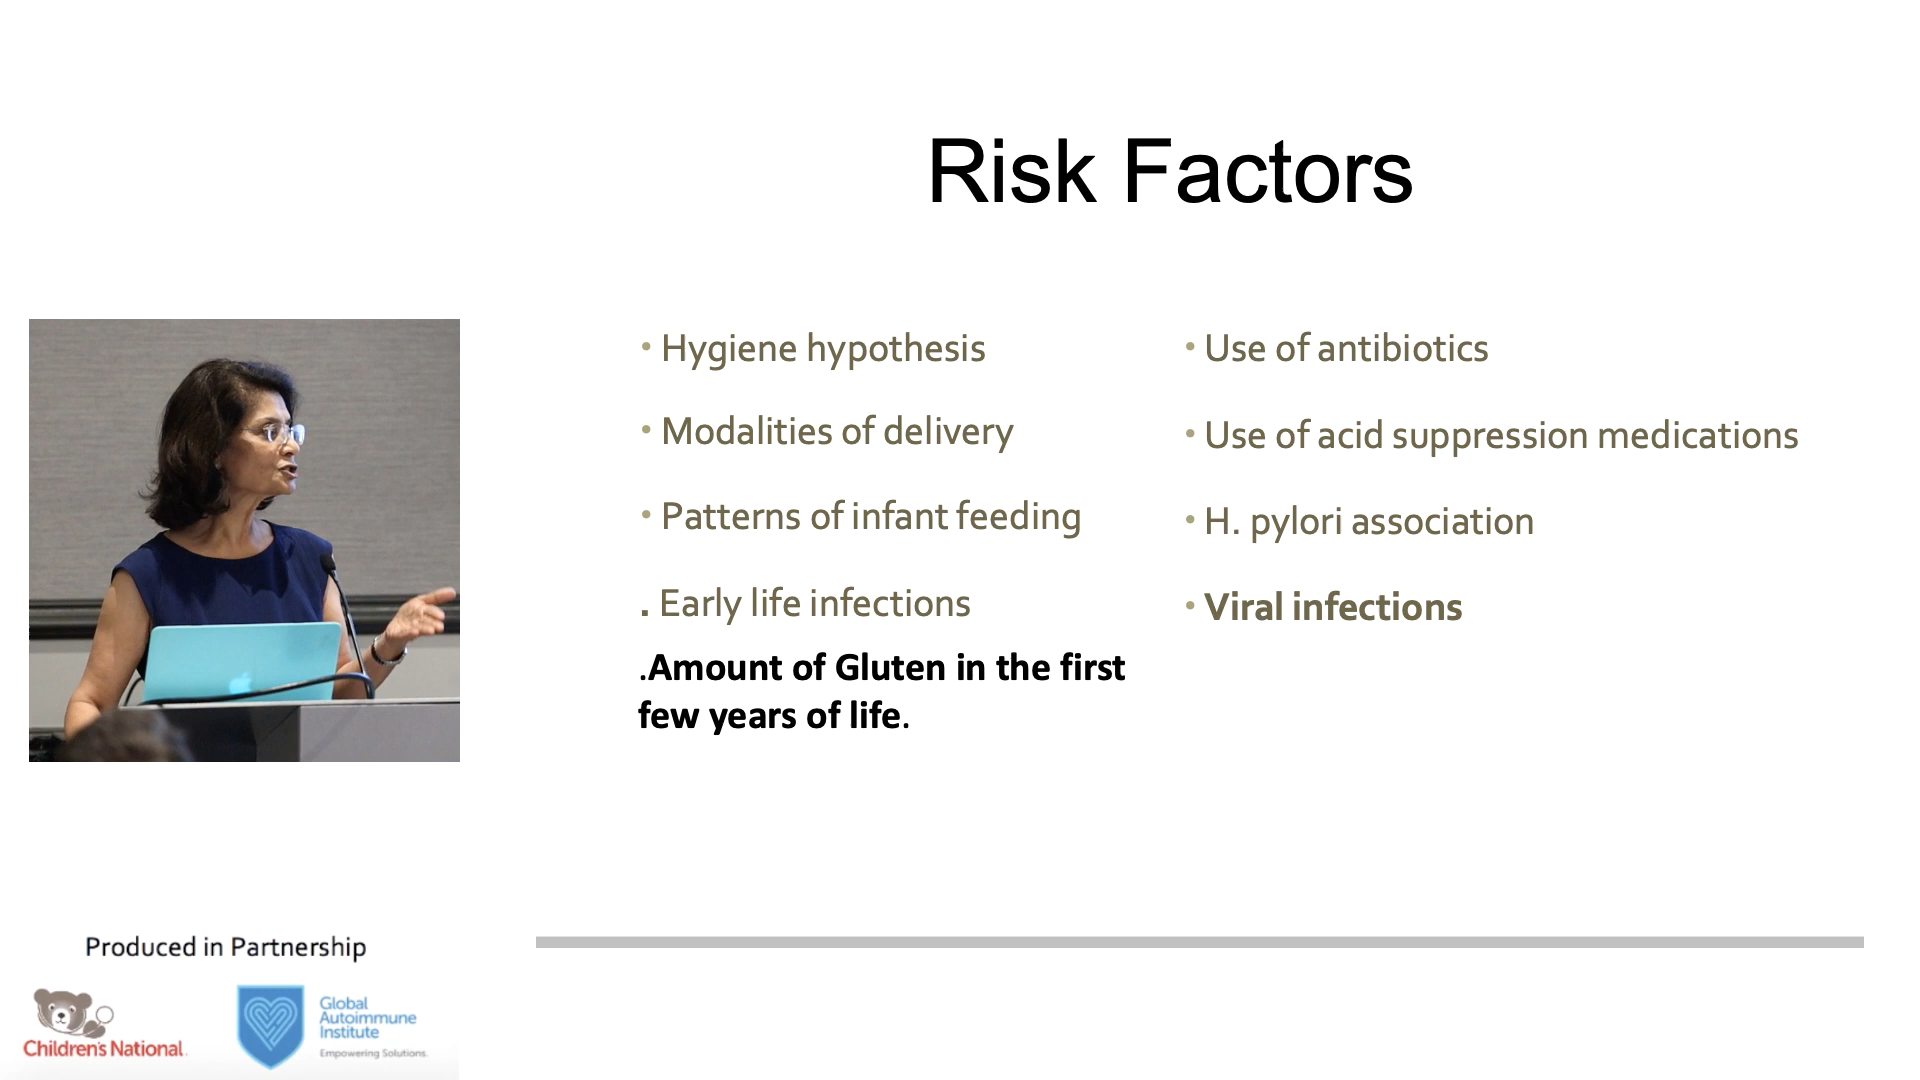 Risk Factors
• Hygiene hypothesis
• Modalities of delivery
• Patterns of infant feeding
. Early life infections
.Amount of Gluten in the first
few years of life.
• Use of antibiotics
• Use of acid suppression medications
• H. pylori association
• Viral infections
Produced in Partnership
Children's National.
Global
Autoimmune
Institute
Empowering Solutions.